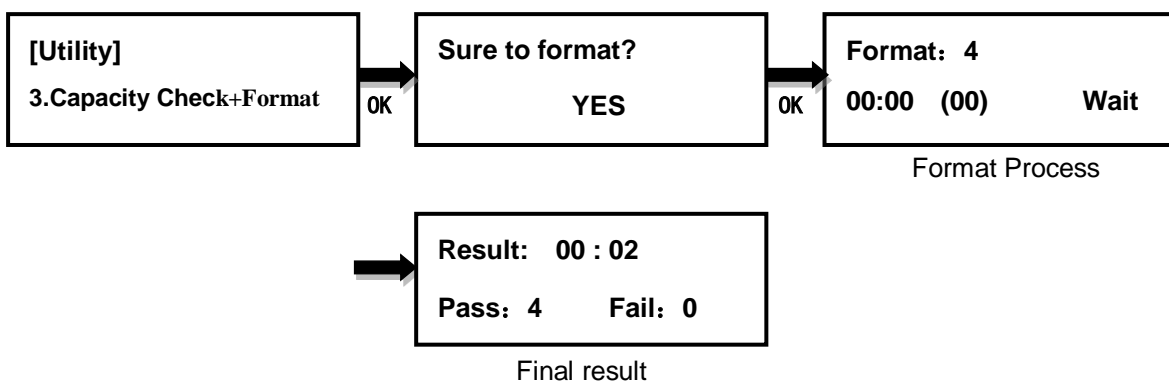 [Utility]
3.Capacity Check+Format
OK
Sure to format?
YES
OK
Format：4
00:00 (00) Wait
Format Process
Result: 00 : 02
Pass：4 Fail：0
Final result